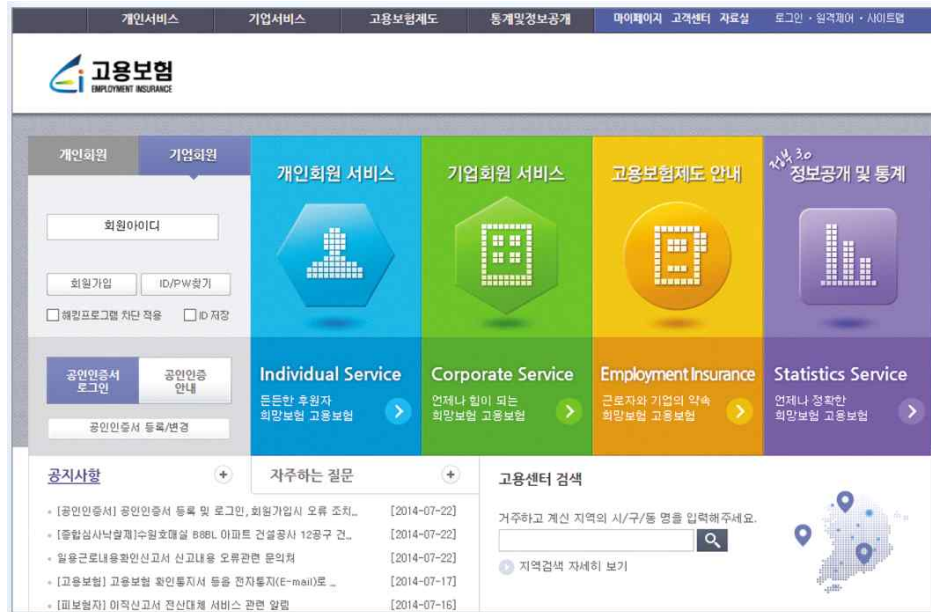 개인서비스 기업서비스 고용보험제도 통계및정보공개 마이페이지 고객센터 자료실 로그인 · 원격제어 · 사이트맵
고용보험
EMPLOYMENT INSURANCE
개인회원 기업회원
회원아이디
회원가입 ID/PW찾기
해킹프로그램 차단 적용 ID 저장
공인인증서
로그인
공인인증
안내
공인인증서 등록/변경
개인회원 서비스
Individual Service
든든한 후원자
희망보험 고용보험
기업회원 서비스
Corporate Service
언제나 힘이 되는
희망보험 고용보험
고용보험제도 안내
Employment Insurance
근로자와 기업의 약속
희망보험 고용보험
정부 3.0
정보공개 및 통계
Statistics Service
언제나 정확한
희망보험 고용보험
공지사항 +
자주하는 질문 +
[공인인증서] 공인인증서 등록 및 로그인, 회원가입시 오류 조치... [2014-07-22]
[종합심사낙찰제]수원호매실 B8BL 아파트 건설공사 12공구 건... [2014-07-22]
일용근로내용확인신고서 신고내용 오류관련 문의처 [2014-07-22]
[고용보험] 고용보험 확인통지서 등을 전자통지(E-mail)로 ... [2014-07-17]
[피보험자] 이직신고서 전산대체 서비스 관련 알림 [2014-07-16]
고용센터 검색
거주하고 계신 지역의 시/구/동 명을 입력해주세요.
지역검색 자세히 보기